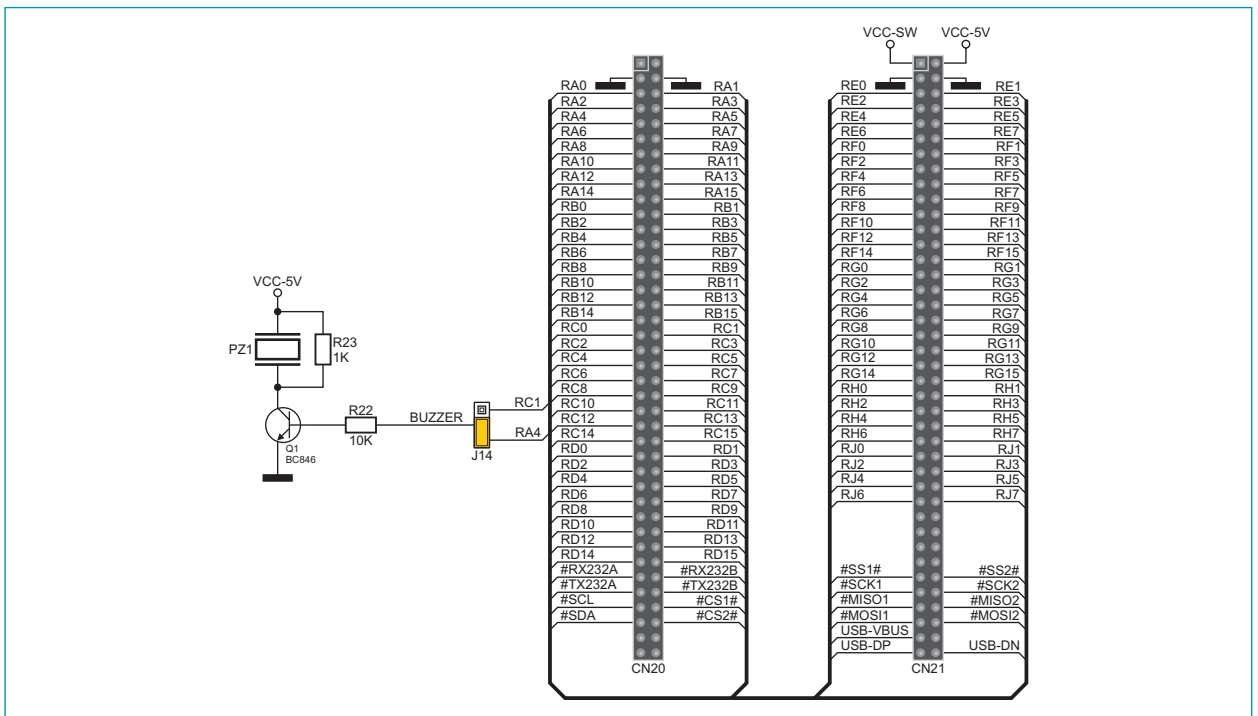 VCC-SW VCC-5V
RA0 RA1 RE0 RE1
RA2 RA3 RE2 RE3
RA4 RA5 RE4 RE5
RA6 RA7 RE6 RE7
RA8 RA9 RF0 RF1
RA10 RA11 RF2 RF3
RA12 RA13 RF4 RF5
RA14 RA15 RF6 RF7
RB0 RB1 RF8 RF9
RB2 RB3 RF10 RF11
RB4 RB5 RF12 RF13
RB6 RB7 RF14 RF15
RB8 RB9 RG0 RG1
VCC-5V
RB10 RB11 RG2 RG3
RB12 RB13 RG4 RG5
RB14 RB15 RG6 RG7
RC0 RC1 RG8 RG9
PZ1 R23
1K
RC2 RC3 RG10 RG11
RC4 RC5 RG12 RG13
RC6 RC7 RG14 RG15
RC8 RC9 RH0 RH1
RC1
RC10 RC11 RH2 RH3
R22 BUZZER
10K
RC12 RC13 RH4 RH5
RA4
RC14 RC15 RH6 RH7
Q1
BC846
J14
RD0 RD1 RJ0 RJ1
RD2 RD3 RJ2 RJ3
RD4 RD5 RJ4 RJ5
RD6 RD7 RJ6 RJ7
RD8 RD9
RD10 RD11
RD12 RD13
RD14 RD15
#RX232A #RX232B #SS1# #SS2#
#TX232A #TX232B #SCK1 #SCK2
#SCL #CS1# #MISO1 #MISO2
#SDA #CS2# #MOSI1 #MOSI2
USB-VBUS
USB-DP USB-DN
CN20 CN21